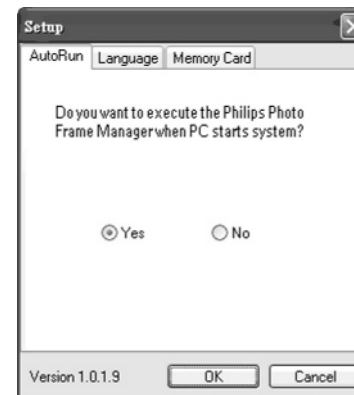 Setup
AutoRun Language Memory Card
Do you want to execute the Philips Photo
Frame Manager when PC starts system?
Yes No
Version 1.0.1.9 OK Cancel